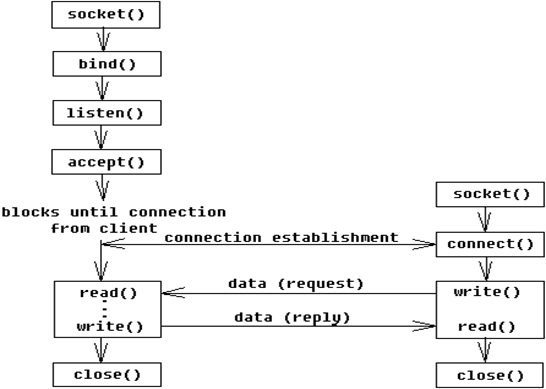 socket()
bind()
listen()
accept()
blocks until connection
from client
socket()
connection establishment
connect()
read()
data (request)
write()
write()
data (reply)
read()
close()
close()